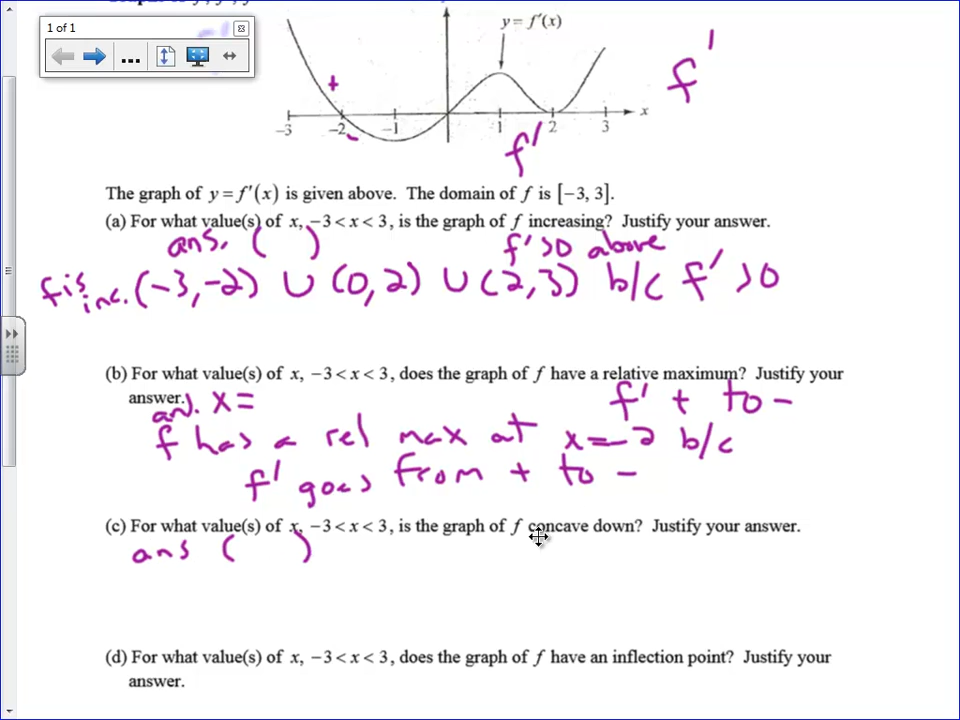 1 of 1
y = f'(x)
f'
+
-3 -2 -1 1 2 3 x
-
f'
The graph of y = f'(x) is given above. The domain of f is [−3, 3].
(a) For what value(s) of x, −3 < x < 3, is the graph of f increasing? Justify your answer.
ans. ( ) f' >0 above
f is inc. (-3,-2) ∪ (0,2) ∪ (2,3) b/c f' >0
(b) For what value(s) of x, −3 < x < 3, does the graph of f have a relative maximum? Justify your
answer.
ans. x= f' + to -
f has a rel max at x=-2 b/c
f' goes from + to -
(c) For what value(s) of x, −3 < x < 3, is the graph of f concave down? Justify your answer.
ans ( )
(d) For what value(s) of x, −3 < x < 3, does the graph of f have an inflection point? Justify your
answer.